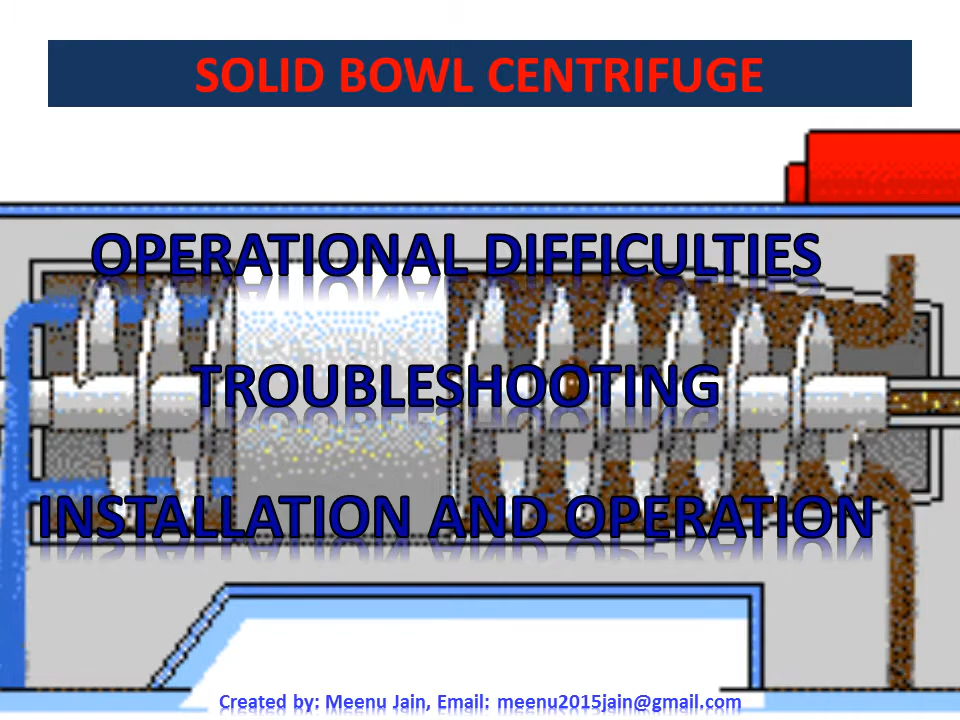 SOLID BOWL CENTRIFUGE
OPERATIONAL DIFFICULTIES
TROUBLESHOOTING
INSTALLATION AND OPERATION
Created by: Meenu Jain, Email: meenu2015jain@gmail.com